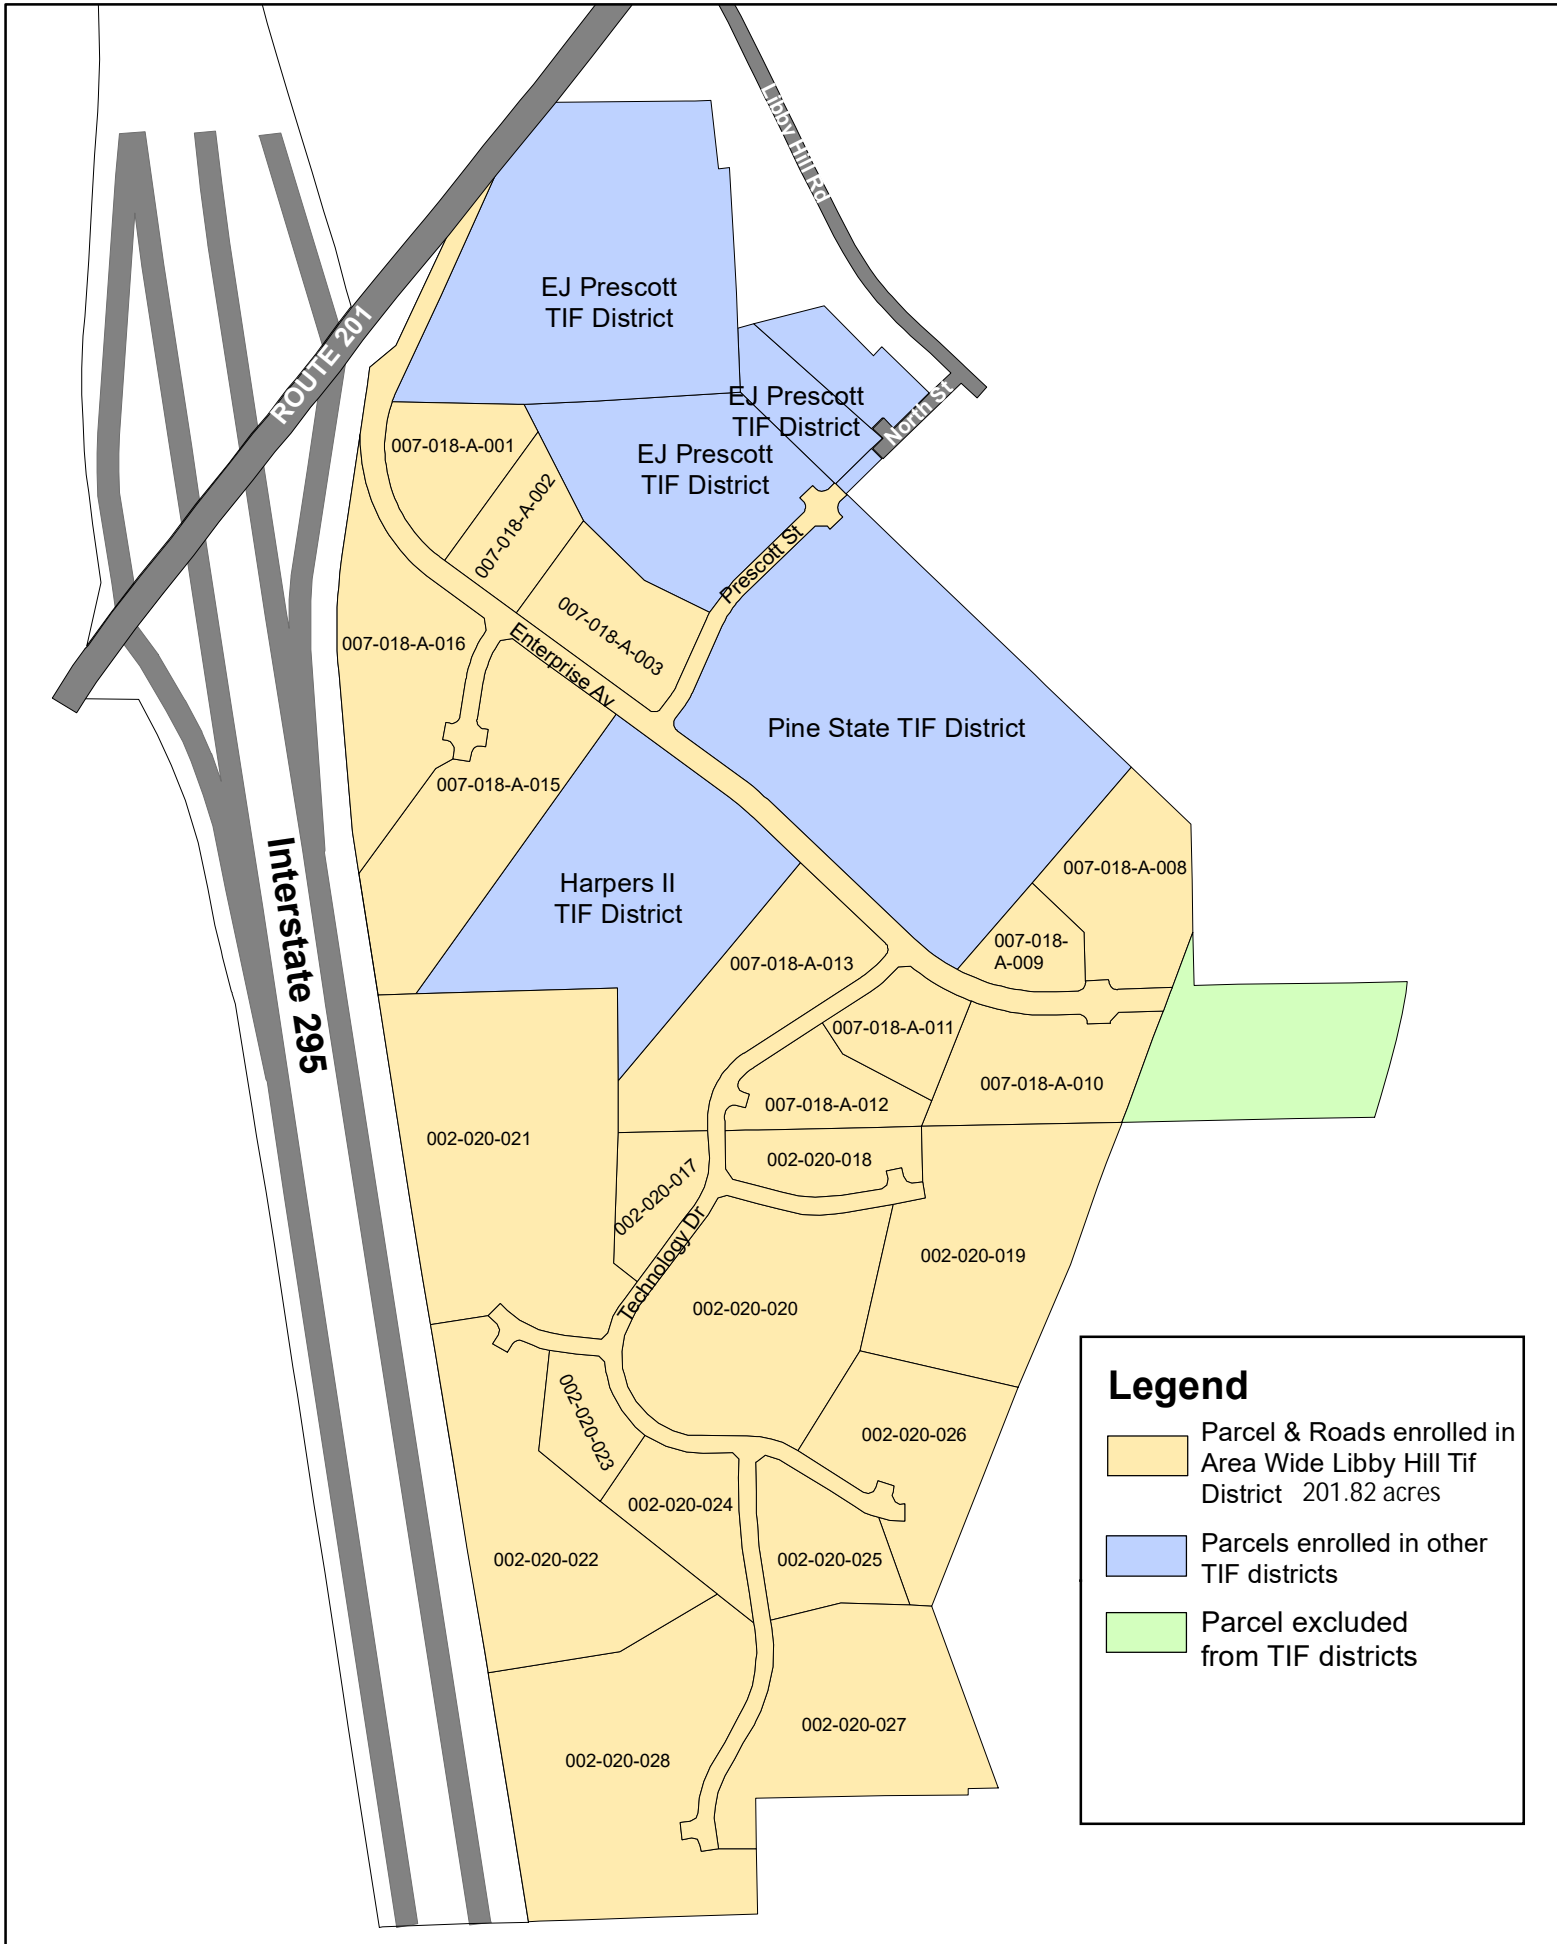 Libby Hill Rd
ROUTE 201
EJ Prescott
TIF District
EJ Prescott
TIF District
North St
EJ Prescott
TIF District
007-018-A-001
007-018-A-002
Prescott St
007-018-A-003
007-018-A-016
Enterprise Av
Pine State TIF District
007-018-A-015
Interstate 295
Harpers II
TIF District
007-018-A-008
007-018-
A-009
007-018-A-013
007-018-A-011
007-018-A-010
007-018-A-012
002-020-021
002-020-018
002-020-017
Technology Dr
002-020-019
002-020-020
002-020-023
002-020-026
002-020-024
002-020-022
002-020-025
002-020-027
002-020-028
Legend
Parcel & Roads enrolled in
Area Wide Libby Hill Tif
District 201.82 acres
Parcels enrolled in other
TIF districts
Parcel excluded
from TIF districts